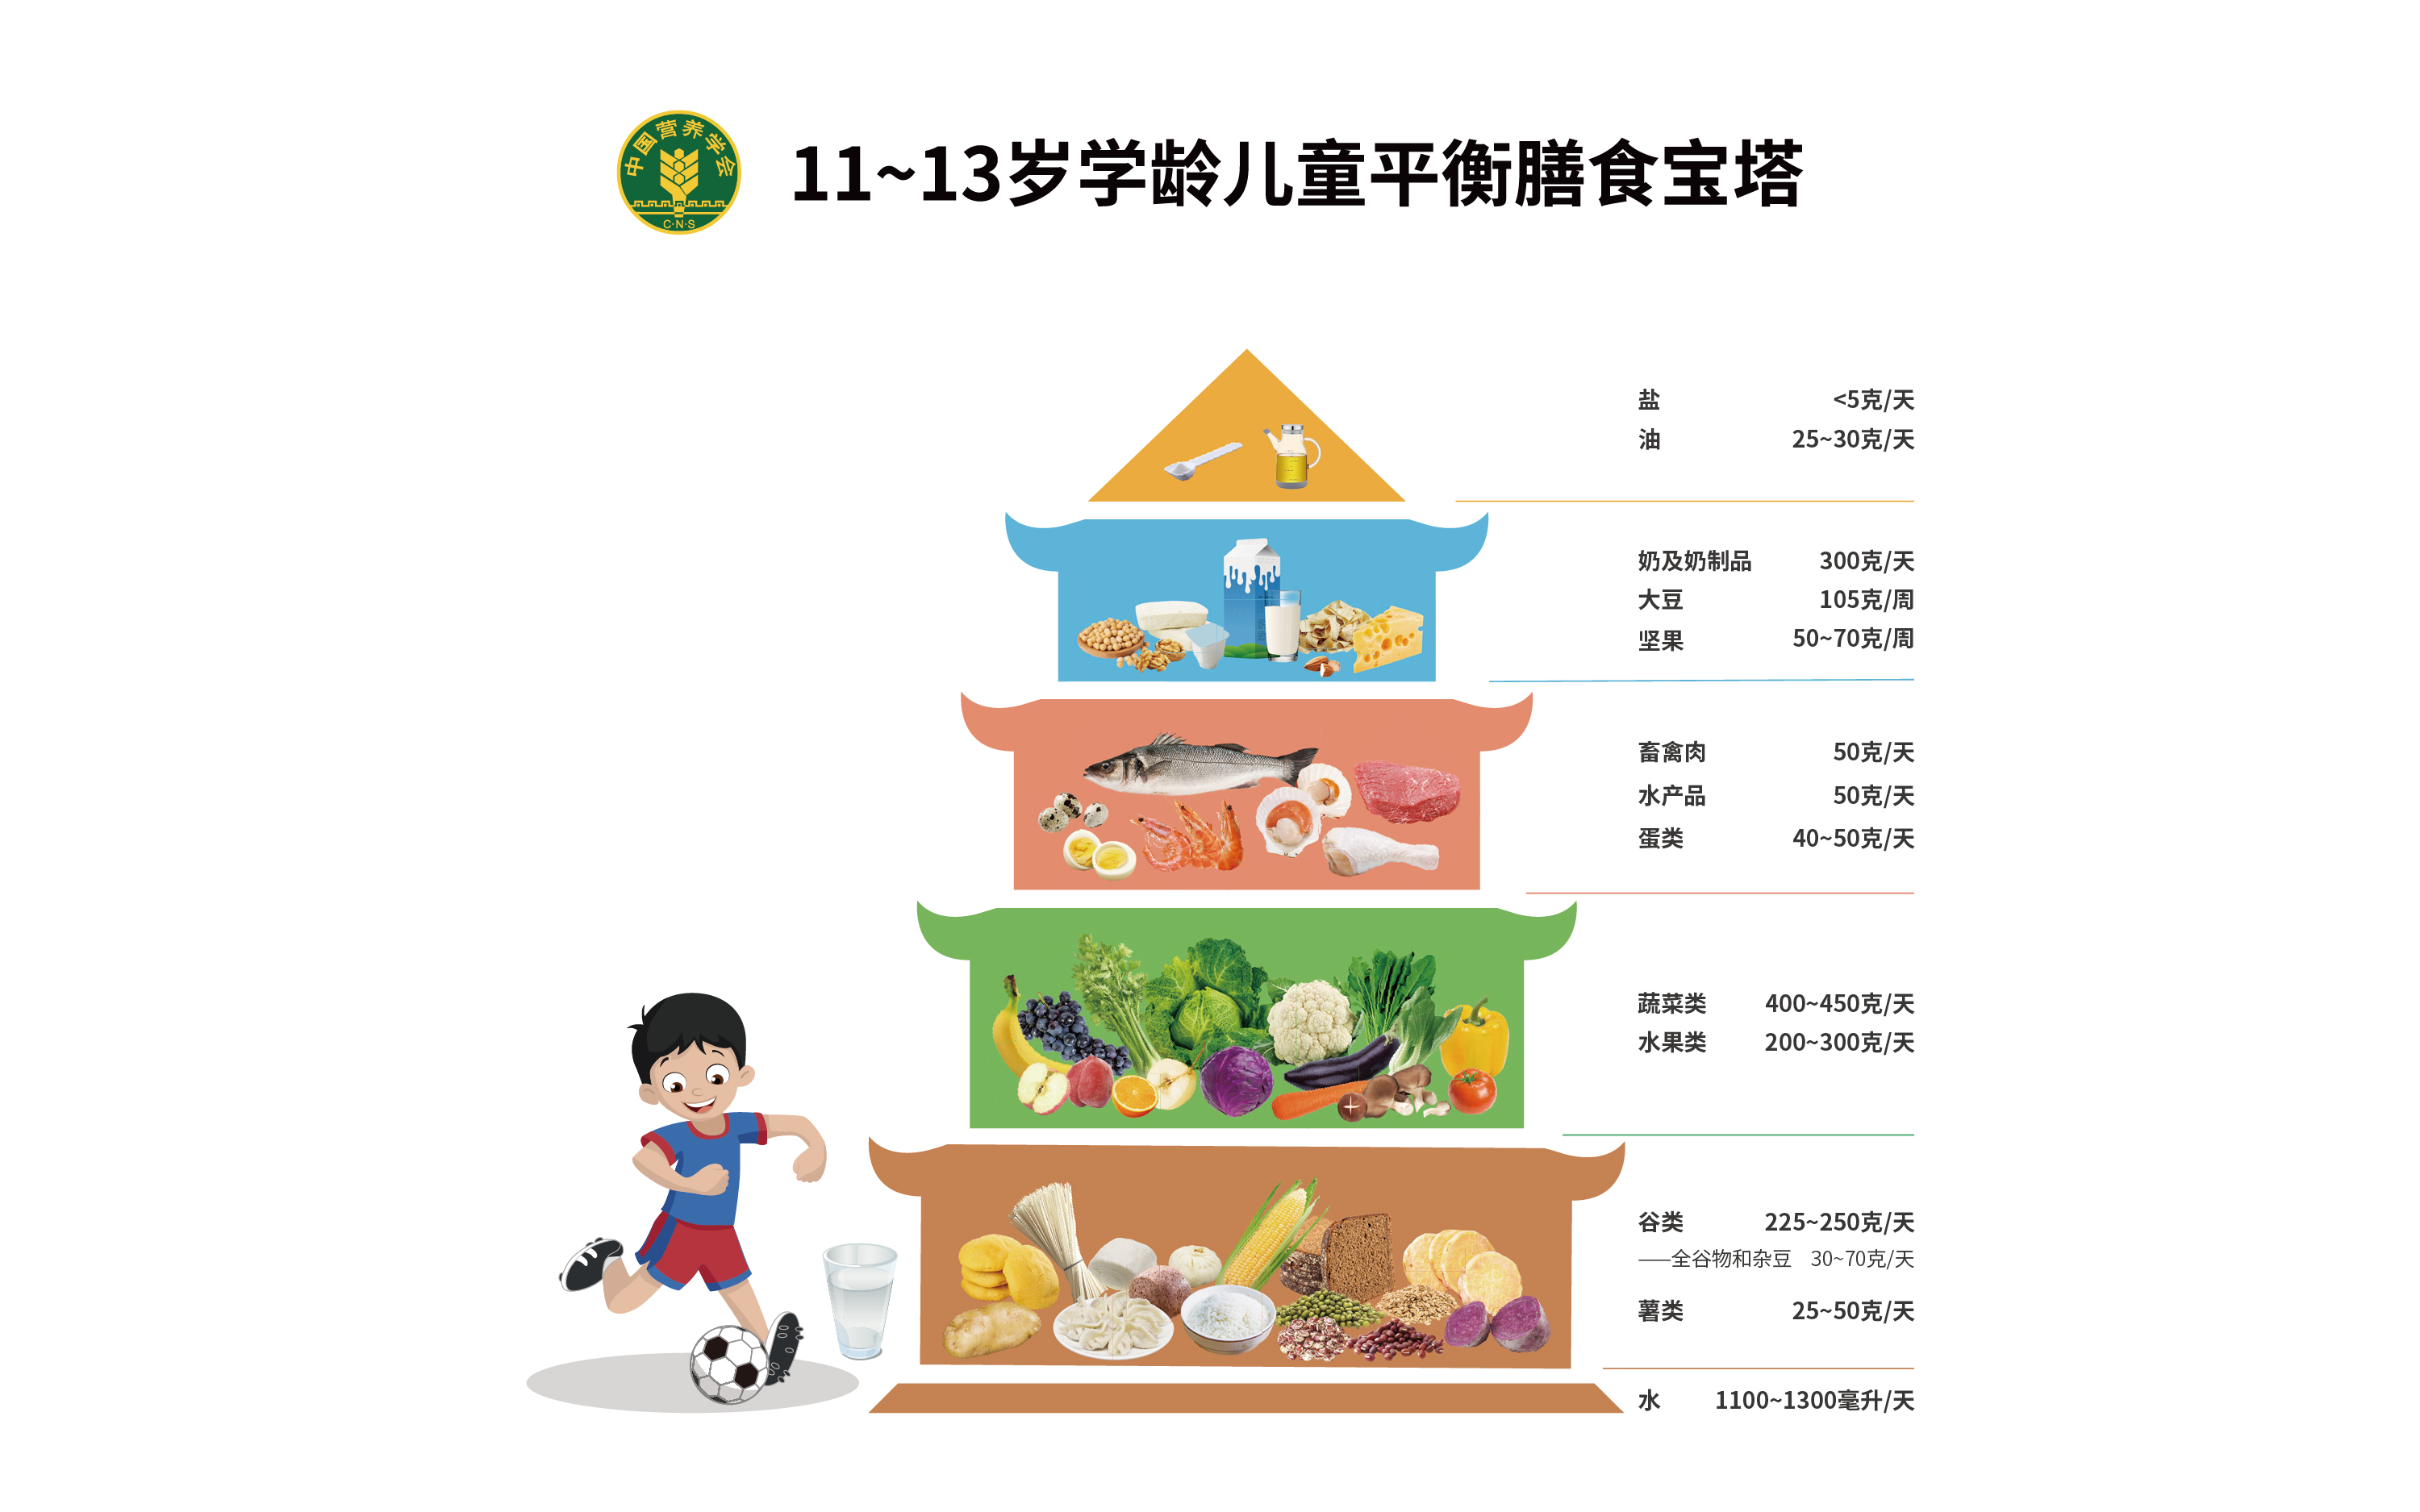 中国营养学会
C·N·S
11~13岁学龄儿童平衡膳食宝塔
盐 <5克/天
油 25~30克/天
奶及奶制品 300克/天
大豆 105克/周
坚果 50~70克/周
畜禽肉 50克/天
水产品 50克/天
蛋类 40~50克/天
蔬菜类 400~450克/天
水果类 200~300克/天
谷类 225~250克/天
——全谷物和杂豆 30~70克/天
薯类 25~50克/天
水 1100~1300毫升/天